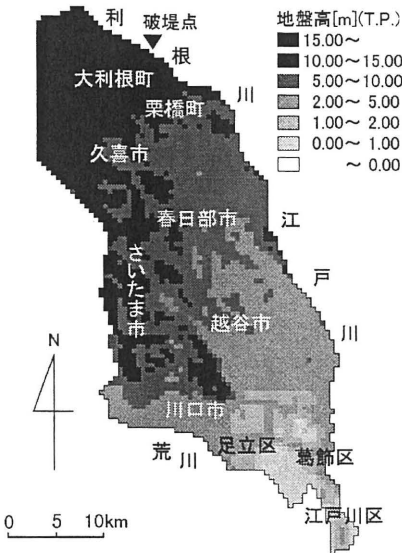 利根川
破堤点
地盤高[m](T.P.)
15.00～
10.00～15.00
5.00～10.00
2.00～5.00
1.00～2.00
0.00～1.00
～0.00
大利根町
栗橋町
久喜市
春日部市
江戸川
さいたま市
越谷市
N
川口市
荒川
足立区
葛飾区
江戸川区
0 5 10km